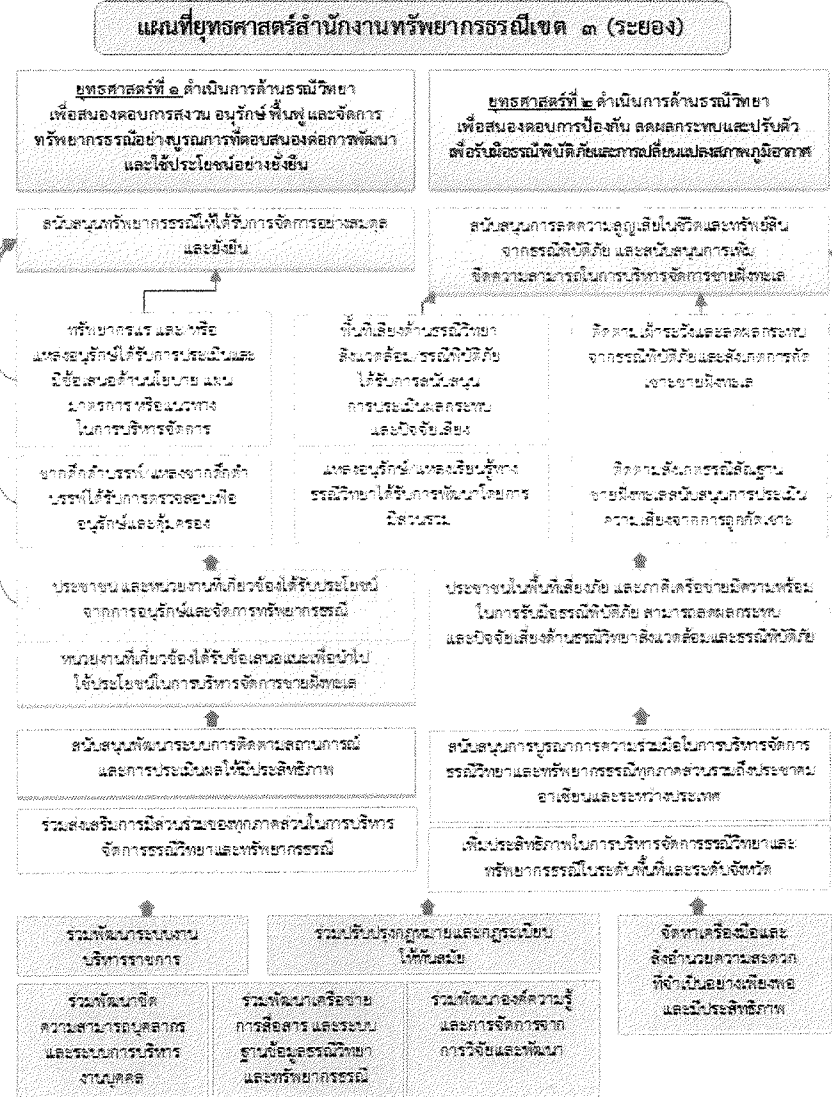 แผนที่ยุทธศาสตร์สำนักงานทรัพยากรธรณีเขต ๓ (ระยอง)
ยุทธศาสตร์ที่ ๑ ดำเนินการด้านธรณีวิทยา
เพื่อสนองตอบการสงวน อนุรักษ์ ฟื้นฟู และจัดการ
ทรัพยากรธรณีอย่างบูรณการที่ตอบสนองต่อการพัฒนา
และใช้ประโยชน์อย่างยั่งยืน
ยุทธศาสตร์ที่ ๒ ดำเนินการด้านธรณีวิทยา
เพื่อสนองตอบการป้องกัน ลดผลกระทบและปรับตัว
เพื่อรับมือธรณีพิบัติภัยและการเปลี่ยนแปลงสภาพภูมิอากาศ
สนับสนุนทรัพยากรธรณีให้ได้รับการจัดการอย่างสมดุล
และยั่งยืน
สนับสนุนการลดความสูญเสียในชีวิตและทรัพย์สิน
จากธรณีพิบัติภัย และสนับสนุนการเพิ่ม
ขีดความสามารถในการบริหารจัดการชายฝั่งทะเล
ทรัพยากรแร่ และ/หรือ
แหล่งอนุรักษ์ได้รับการประเมินและ
มีข้อเสนอด้านนโยบาย แผน
มาตรการ หรือแนวทาง
ในการบริหารจัดการ
พื้นที่เสี่ยงด้านธรณีวิทยา
สิ่งแวดล้อม/ธรณีพิบัติภัย
ได้รับการสนับสนุน
การประเมินผลกระทบ
และปัจจัยเสี่ยง
ติดตาม เฝ้าระวังและลดผลกระทบ
จากธรณีพิบัติภัยและสังเกตการกัด
เซาะชายฝั่งทะเล
ซากดึกดำบรรพ์/แหล่งซากดึกดำ
บรรพ์ได้รับการตรวจสอบเพื่อ
อนุรักษ์และคุ้มครอง
แหล่งอนุรักษ์/แหล่งเรียนรู้ทาง
ธรณีวิทยาได้รับการพัฒนาโดยการ
มีส่วนร่วม
ติดตามสังเกตธรณีสัณฐาน
ชายฝั่งทะเลสนับสนุนการประเมิน
ความเสี่ยงจากการถูกกัดเซาะ
ประชาชน และหน่วยงานที่เกี่ยวข้องได้รับประโยชน์
จากการอนุรักษ์และจัดการทรัพยากรธรณี
หน่วยงานที่เกี่ยวข้องได้รับข้อเสนอแนะเพื่อนำไป
ใช้ประโยชน์ในการบริหารจัดการชายฝั่งทะเล
ประชาชนในพื้นที่เสี่ยงภัย และภาคีเครือข่ายมีความพร้อม
ในการรับมือธรณีพิบัติภัย สามารถลดผลกระทบ
และปัจจัยเสี่ยงด้านธรณีวิทยาสิ่งแวดล้อมและธรณีพิบัติภัย
สนับสนุนพัฒนาระบบการติดตามสถานการณ์
และการประเมินผลให้มีประสิทธิภาพ
ร่วมส่งเสริมการมีส่วนร่วมของทุกภาคส่วนในการบริหาร
จัดการธรณีวิทยาและทรัพยากรธรณี
สนับสนุนการบูรณาการความร่วมมือในการบริหารจัดการ
ธรณีวิทยาและทรัพยากรธรณีทุกภาคส่วนรวมถึงประชาคม
อาเซียนและระหว่างประเทศ
เพิ่มประสิทธิภาพในการบริหารจัดการธรณีวิทยาและ
ทรัพยากรธรณีในระดับพื้นที่และระดับจังหวัด
ร่วมพัฒนาระบบงาน
บริหารราชการ
ร่วมปรับปรุงกฎหมายและกฎระเบียบ
ให้ทันสมัย
จัดหาเครื่องมือและ
สิ่งอำนวยความสะดวก
ที่จำเป็นอย่างเพียงพอ
และมีประสิทธิภาพ
ร่วมพัฒนาขีด
ความสามารถบุคลากร
และระบบการบริหาร
งานบุคคล
ร่วมพัฒนาเครือข่าย
การสื่อสาร และระบบ
ฐานข้อมูลธรณีวิทยา
และทรัพยากรธรณี
ร่วมพัฒนาองค์ความรู้
และการจัดการจาก
การวิจัยและพัฒนา